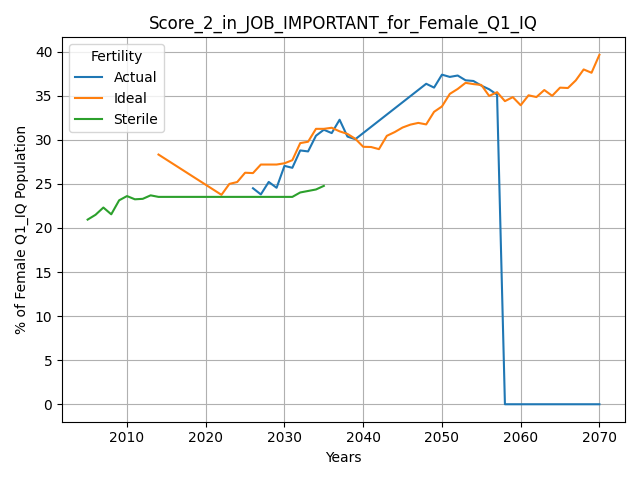 Score_2_in_JOB_IMPORTANT_for_Female_Q1_IQ
Fertility
Actual
Ideal
Sterile
% of Female Q1_IQ Population
40
35
30
25
20
15
10
5
0
2010 2020 2030 2040 2050 2060 2070
Years